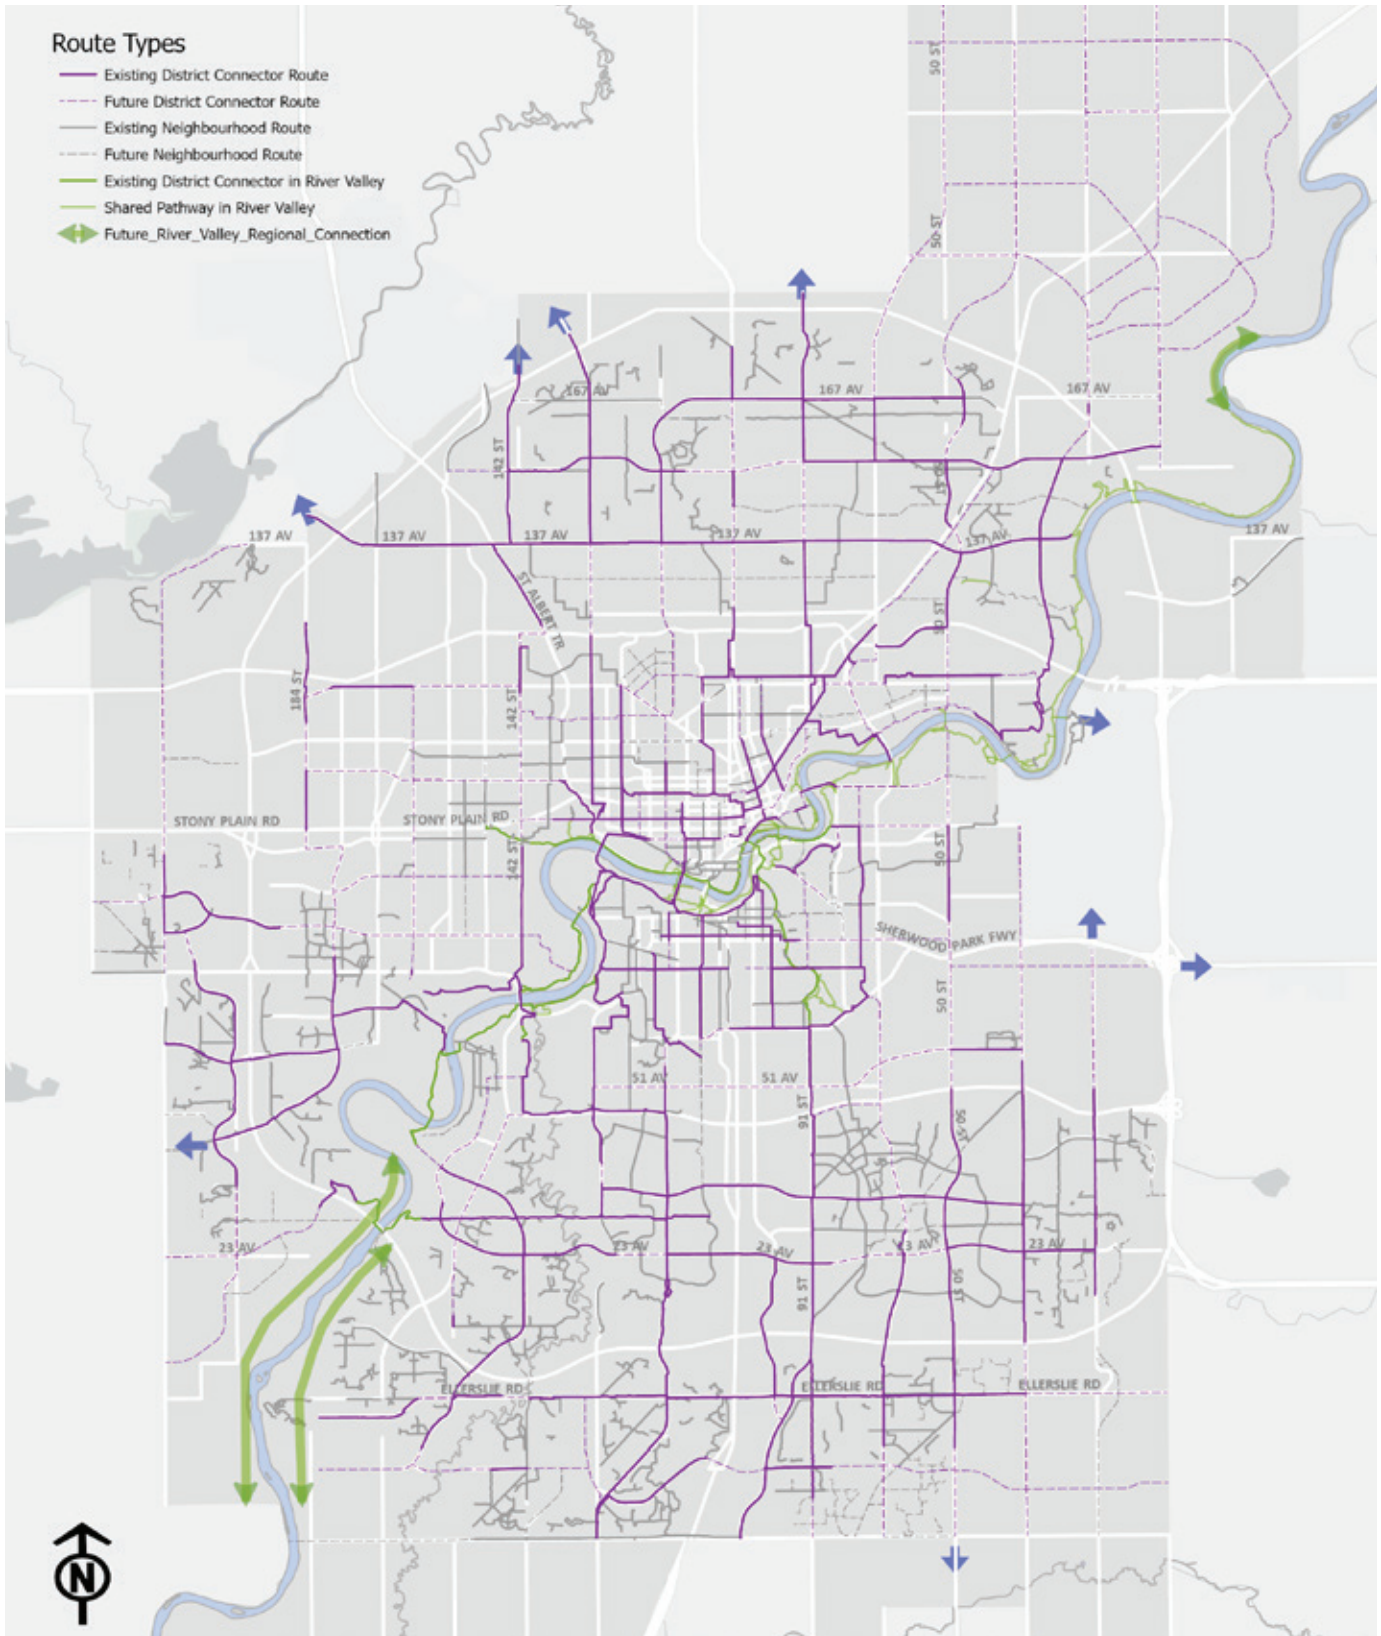 Route Types
Existing District Connector Route
Future District Connector Route
Existing Neighbourhood Route
Future Neighbourhood Route
Existing District Connector in River Valley
Shared Pathway in River Valley
Future_River_Valley_Regional_Connection
50 ST
50 ST
167 AV
167 AV
167 AV
142 ST
50 ST
137 AV
137 AV
137 AV
137 AV
137 AV
137 AV
ST ALBERT TR
50 ST
184 ST
142 ST
STONY PLAIN RD
STONY PLAIN RD
142 ST
50 ST
SHERWOOD PARK FWY
50 ST
51 AV
51 AV
91 ST
50 ST
23 AV
23 AV
23 AV
23 AV
23 AV
91 ST
50 ST
ELLERSLIE RD
ELLERSLIE RD
ELLERSLIE RD
N